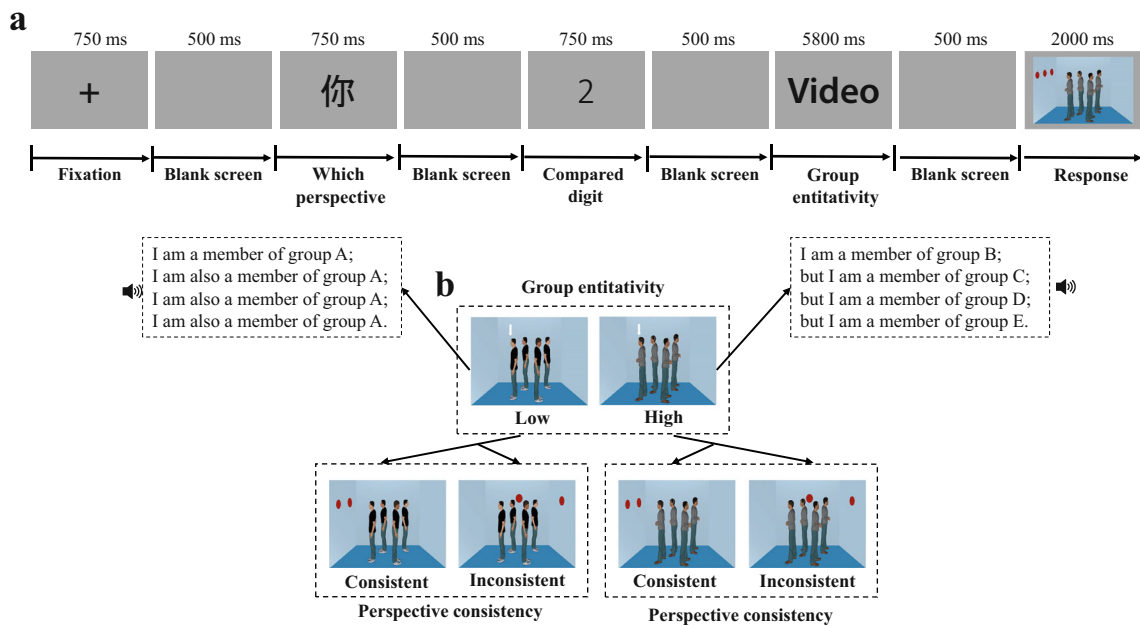 a
750 ms 500 ms 750 ms 500 ms 750 ms 500 ms 5800 ms 500 ms 2000 ms
+ 你 2 Video
Fixation Blank screen Which perspective Blank screen Compared digit Blank screen Group entitativity Blank screen Response
I am a member of group A;
I am also a member of group A;
I am also a member of group A;
I am also a member of group A.
b
Group entitativity
Low High
I am a member of group B;
but I am a member of group C;
but I am a member of group D;
but I am a member of group E.
Consistent Inconsistent
Perspective consistency
Consistent Inconsistent
Perspective consistency